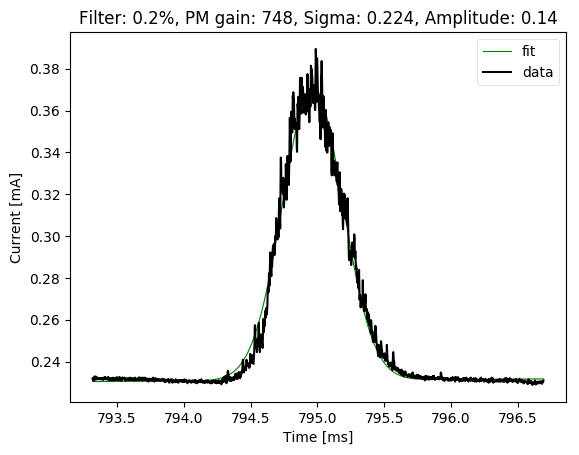 Filter: 0.2%, PM gain: 748, Sigma: 0.224, Amplitude: 0.14
fit
data
0.38
0.36
0.34
0.32
0.30
0.28
0.26
0.24
Current [mA]
793.5 794.0 794.5 795.0 795.5 796.0 796.5
Time [ms]